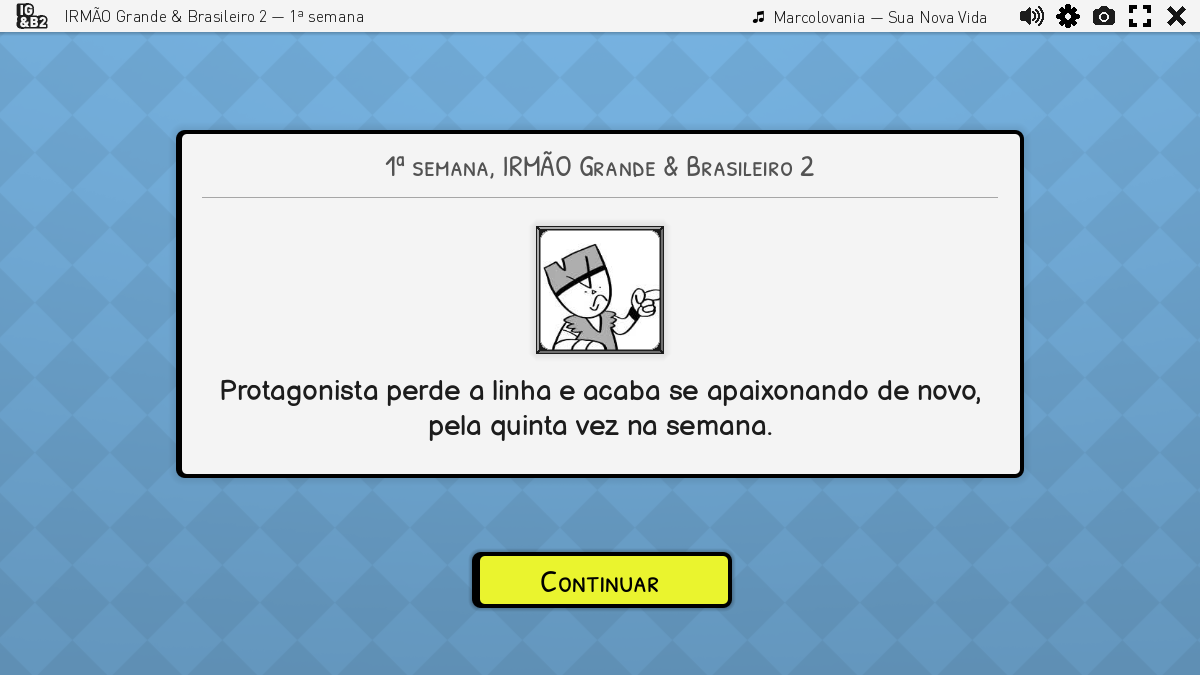 IG
&B2
IRMÃO Grande & Brasileiro 2 — 1ª semana
Marcolovania — Sua Nova Vida
1ª semana, IRMÃO Grande & Brasileiro 2
Protagonista perde a linha e acaba se apaixonando de novo,
pela quinta vez na semana.
Continuar